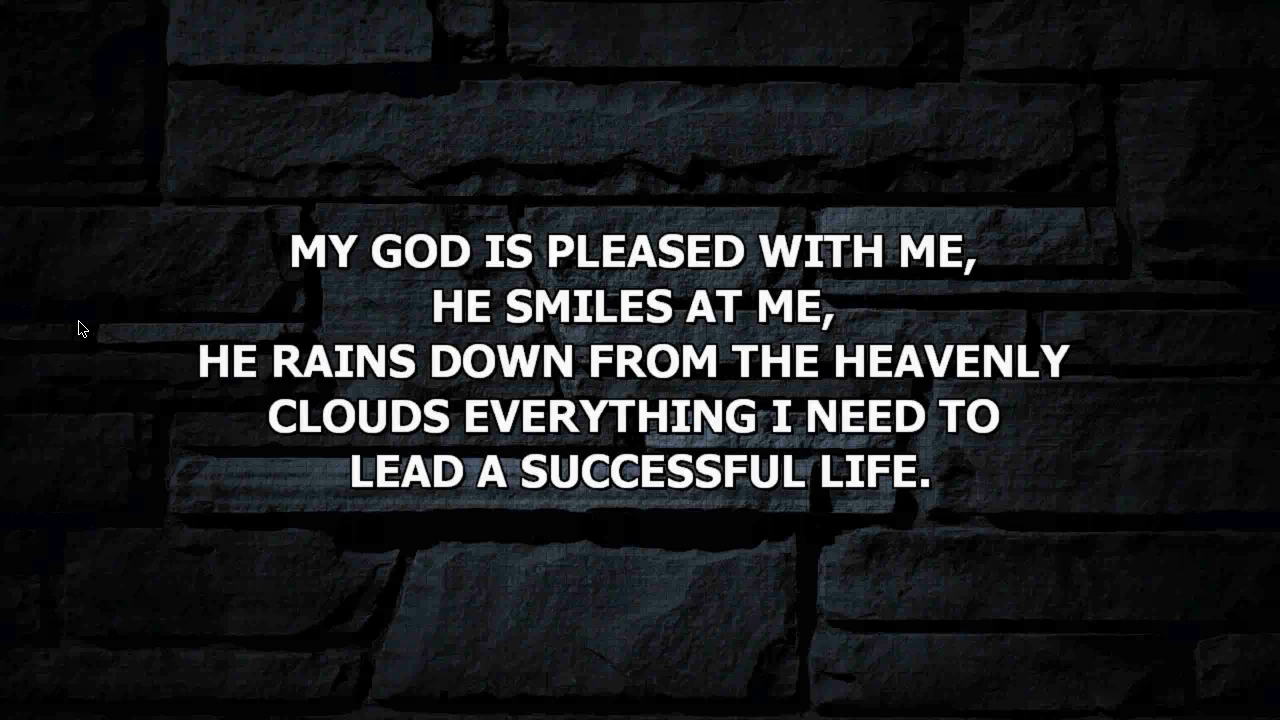 MY GOD IS PLEASED WITH ME,
HE SMILES AT ME,
HE RAINS DOWN FROM THE HEAVENLY
CLOUDS EVERYTHING I NEED TO
LEAD A SUCCESSFUL LIFE.